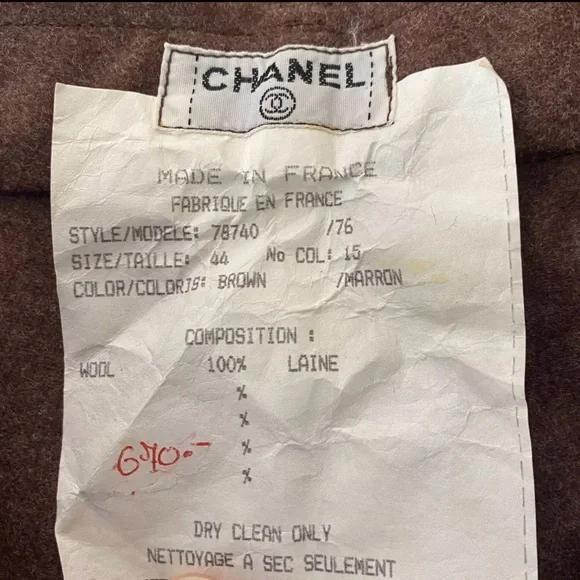 CHANEL
MADE IN FRANCE
FABRIQUE EN FRANCE
STYLE/MODELE: 78740 /76
SIZE/TAILLE: 44 No COL: 15
COLOR/COLORIS: BROWN /MARRON
COMPOSITION :
WOOL 100% LAINE
%
%
%
%
DRY CLEAN ONLY
NETTOYAGE A SEC SEULEMENT